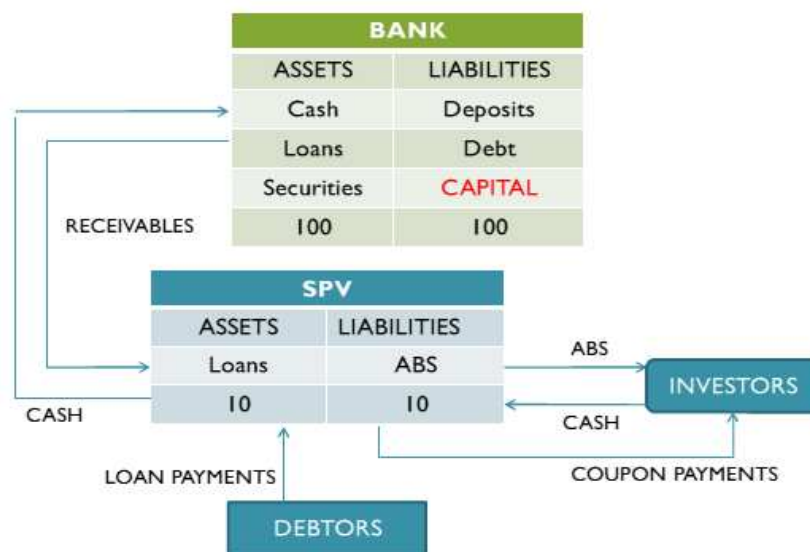 BANK
ASSETS LIABILITIES
Cash Deposits
Loans Debt
Securities CAPITAL
100 100
RECEIVABLES
SPV
ASSETS LIABILITIES
Loans ABS
10 10
ABS
INVESTORS
CASH
CASH
LOAN PAYMENTS
COUPON PAYMENTS
DEBTORS